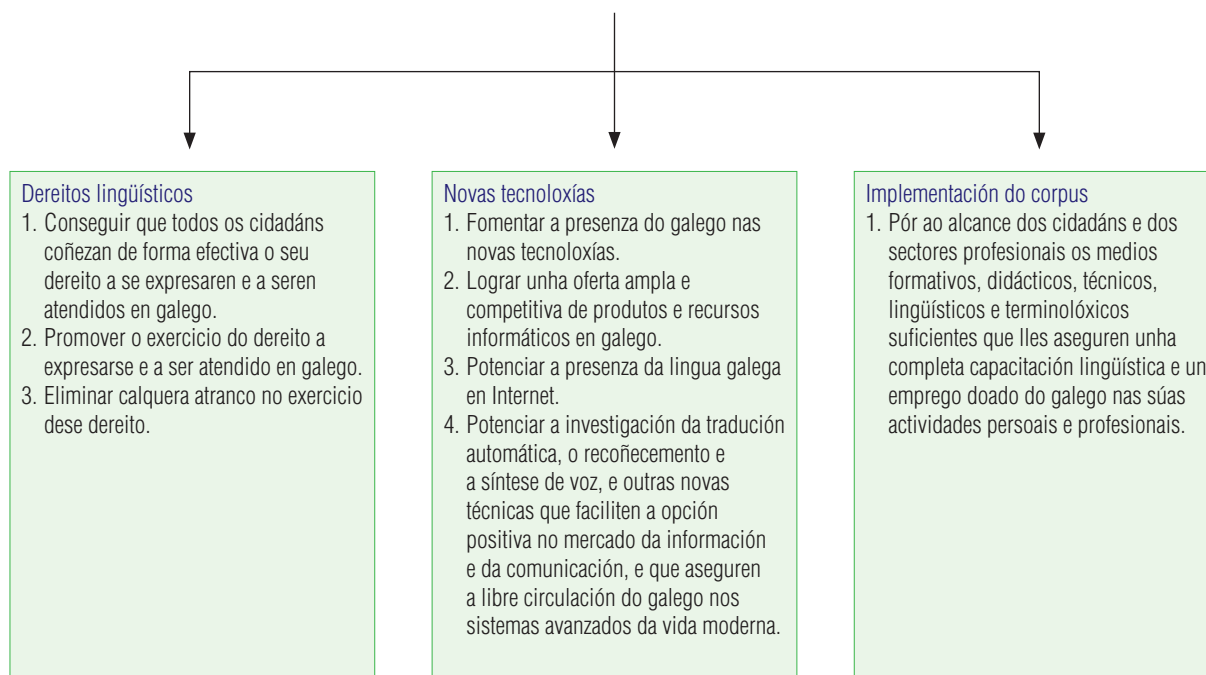 Dereitos lingüísticos
1. Conseguir que todos os cidadáns
coñezan de forma efectiva o seu
dereito a se expresaren e a seren
atendidos en galego.
2. Promover o exercicio do dereito a
expresarse e a ser atendido en galego.
3. Eliminar calquera atranco no exercicio
dese dereito.
Novas tecnoloxías
1. Fomentar a presenza do galego nas
novas tecnoloxías.
2. Lograr unha oferta ampla e
competitiva de produtos e recursos
informáticos en galego.
3. Potenciar a presenza da lingua galega
en Internet.
4. Potenciar a investigación da tradución
automática, o recoñecemento e
a síntese de voz, e outras novas
técnicas que faciliten a opción
positiva no mercado da información
e da comunicación, e que aseguren
a libre circulación do galego nos
sistemas avanzados da vida moderna.
Implementación do corpus
1. Pór ao alcance dos cidadáns e dos
sectores profesionais os medios
formativos, didácticos, técnicos,
lingüísticos e terminolóxicos
suficientes que lles aseguren unha
completa capacitación lingüística e un
emprego doado do galego nas súas
actividades persoais e profesionais.